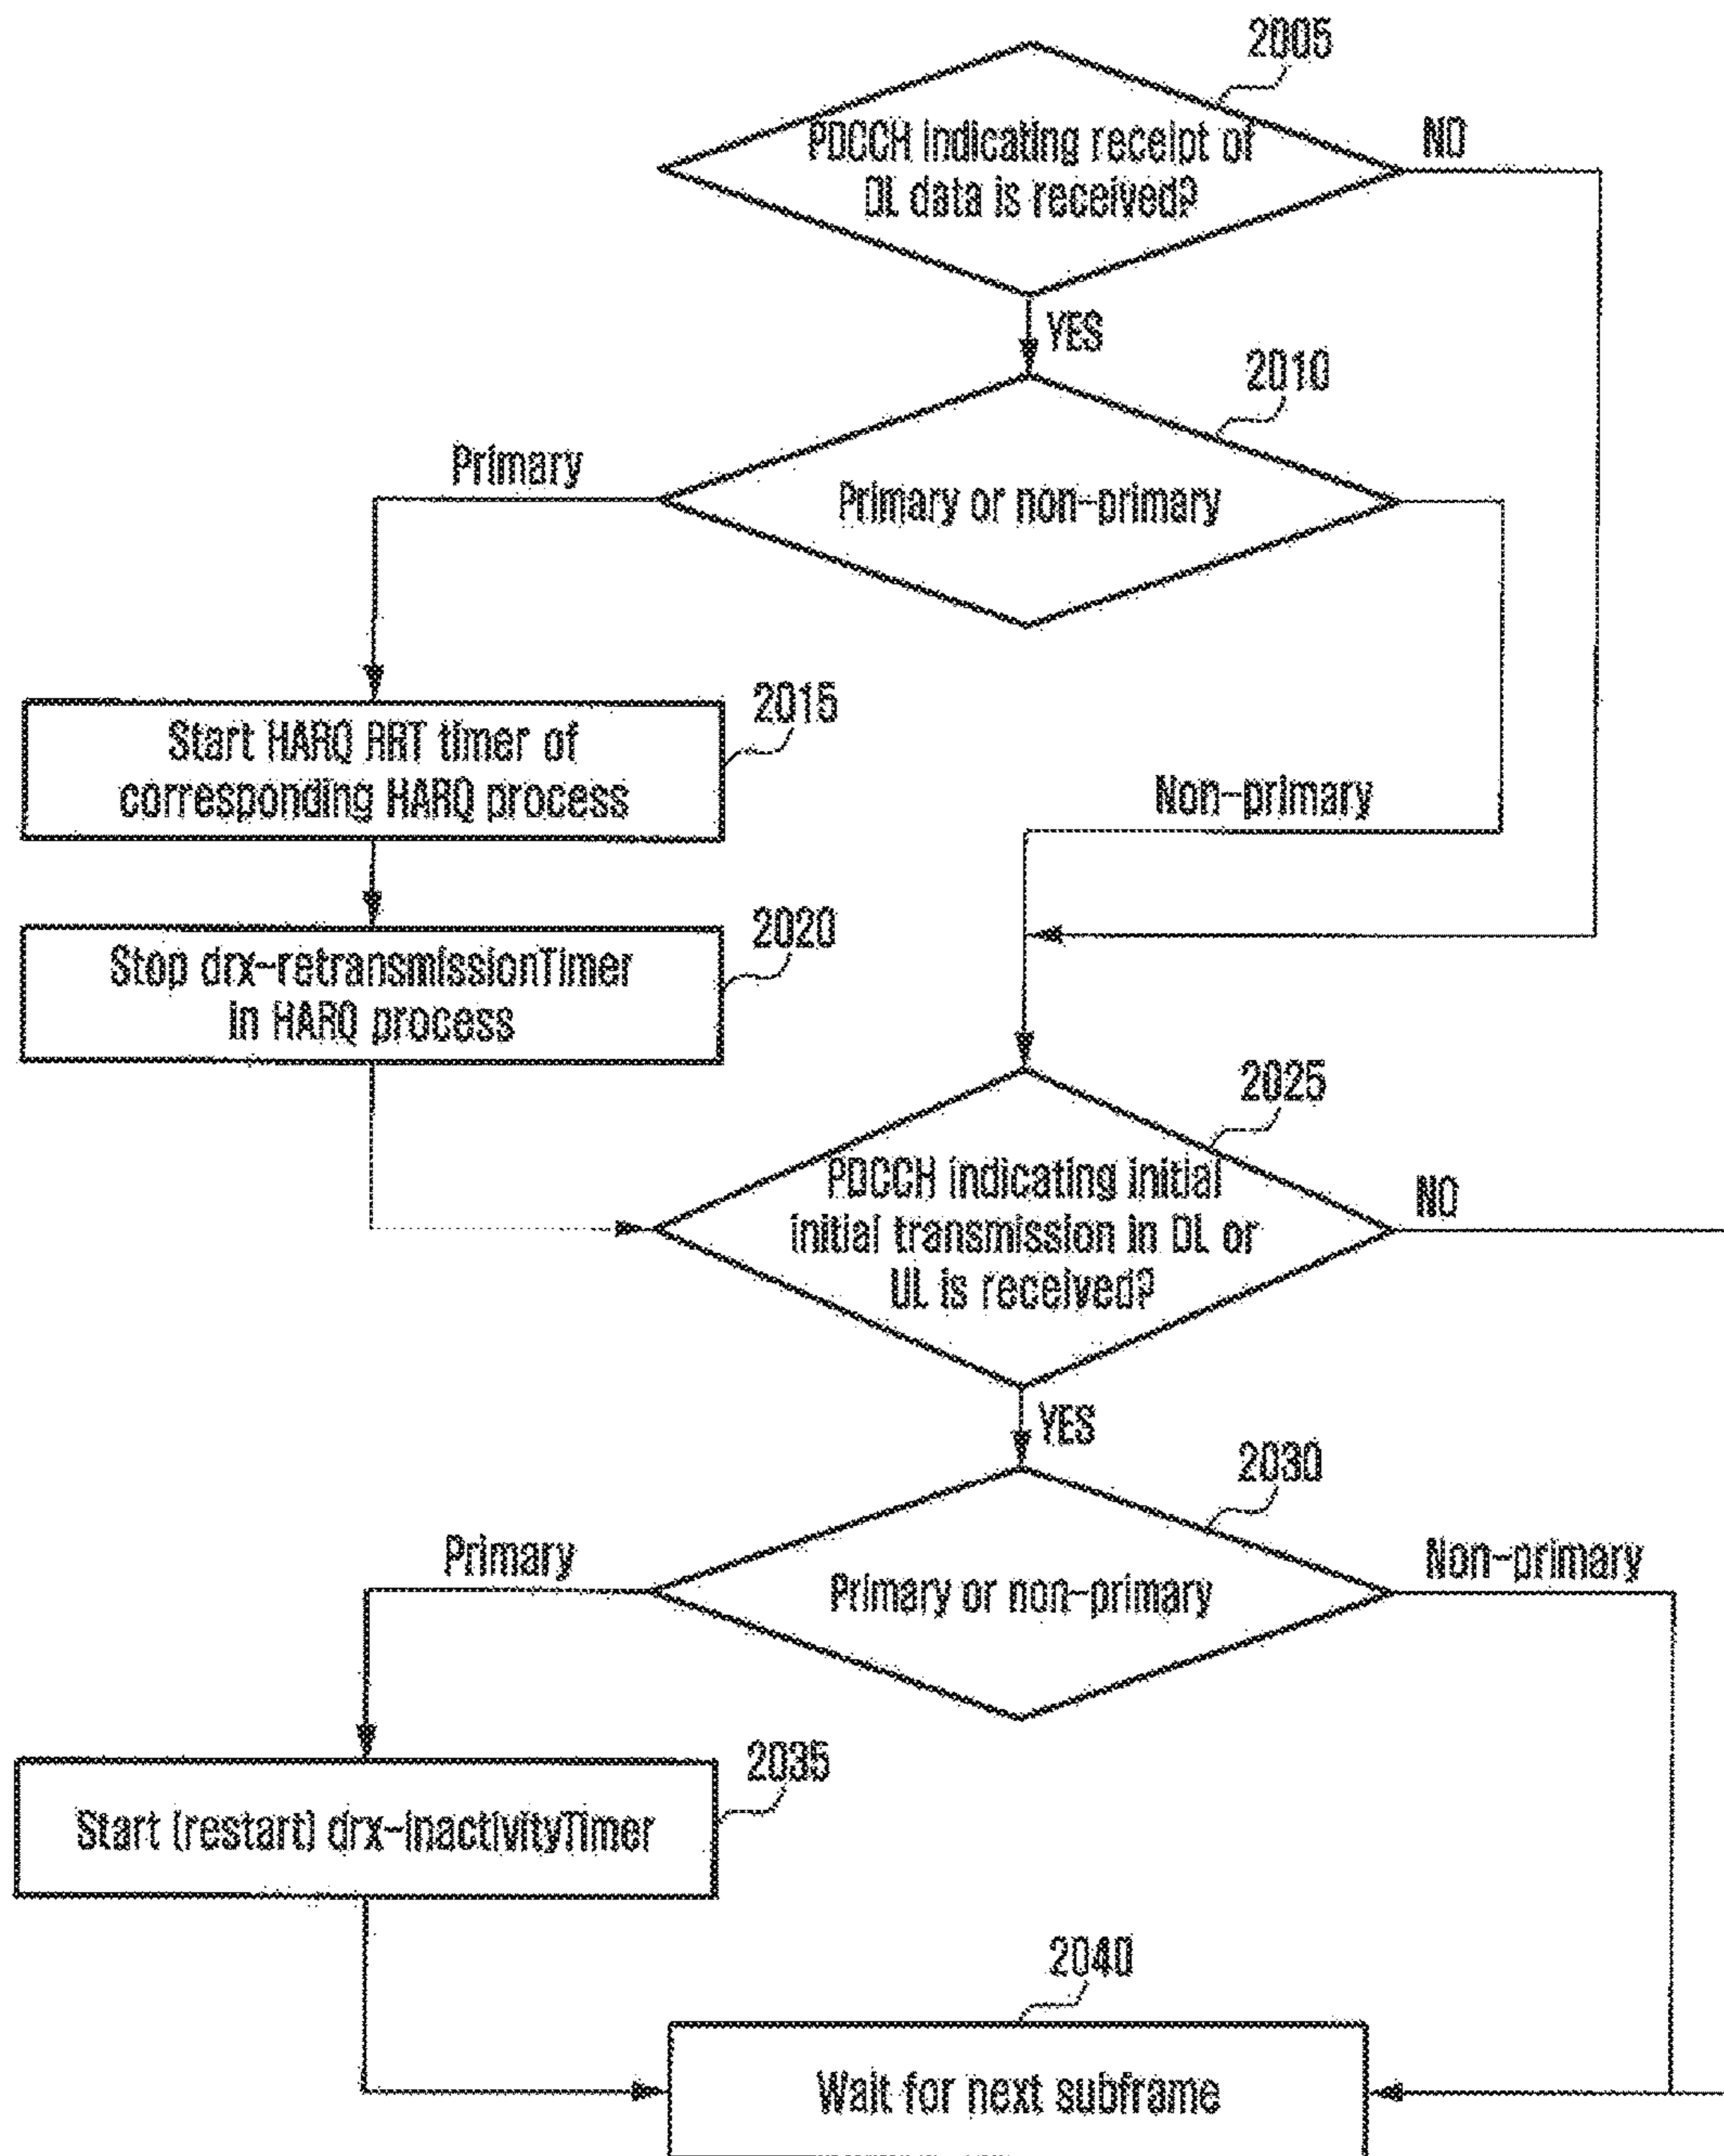 2005
PDCCH indicating receipt of
DL data is received?
NO
YES
2010
Primary
Primary or non-primary
2015
Start HARQ RRT timer of
corresponding HARQ process
Non-primary
2020
Stop drx-retransmissionTimer
in HARQ process
2025
PDCCH indicating initial
initial transmission in DL or
UL is received?
NO
YES
2030
Primary
Primary or non-primary
Non-primary
2035
Start (restart) drx-inactivityTimer
2040
Wait for next subframe